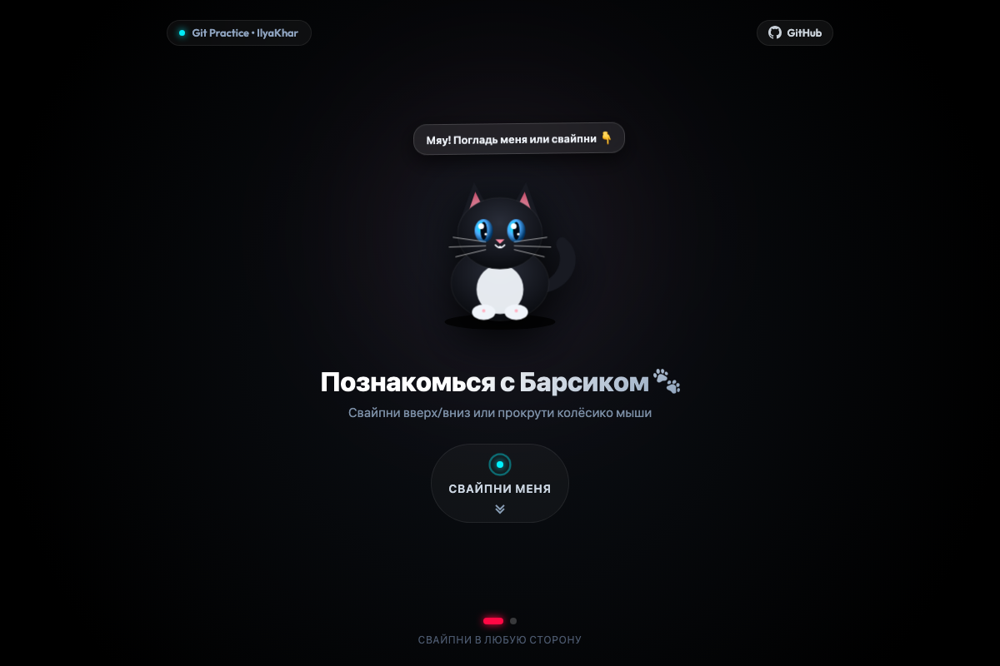 Git Practice • IlyaKhar
GitHub
Мяу! Погладь меня или свайпни 👇
Познакомься с Барсиком 🐾
Свайпни вверх/вниз или прокрути колёсико мыши
СВАЙПНИ МЕНЯ
СВАЙПНИ В ЛЮБУЮ СТОРОНУ